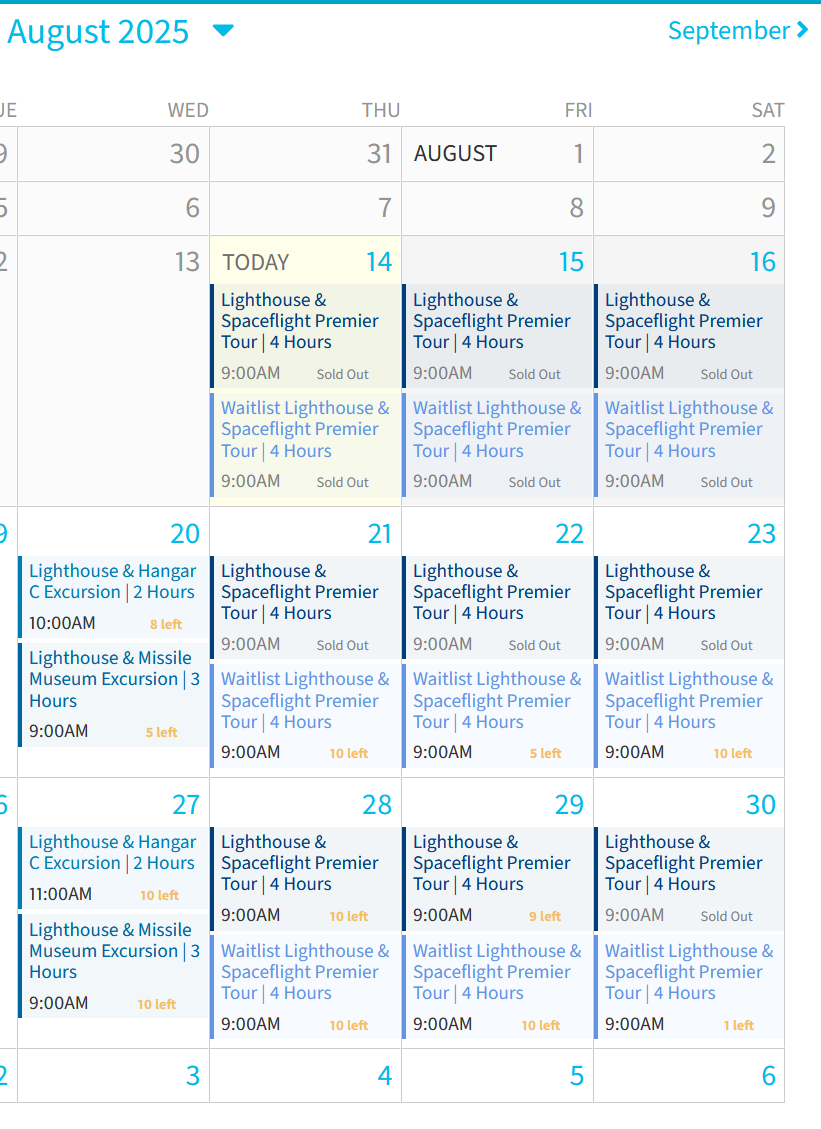 August 2025
September
UE WED THU FRI SAT
9 30 31 AUGUST 1 2
5 6 7 8 9
2 13 TODAY 14 15 16
Lighthouse &
Spaceflight Premier
Tour | 4 Hours
9:00AM Sold Out
Waitlist Lighthouse &
Spaceflight Premier
Tour | 4 Hours
9:00AM Sold Out
Lighthouse &
Spaceflight Premier
Tour | 4 Hours
9:00AM Sold Out
Waitlist Lighthouse &
Spaceflight Premier
Tour | 4 Hours
9:00AM Sold Out
Lighthouse &
Spaceflight Premier
Tour | 4 Hours
9:00AM Sold Out
Waitlist Lighthouse &
Spaceflight Premier
Tour | 4 Hours
9:00AM Sold Out
9 20 21 22 23
Lighthouse & Hangar
C Excursion | 2 Hours
10:00AM 8 left
Lighthouse & Missile
Museum Excursion | 3
Hours
9:00AM 5 left
Lighthouse &
Spaceflight Premier
Tour | 4 Hours
9:00AM Sold Out
Waitlist Lighthouse &
Spaceflight Premier
Tour | 4 Hours
9:00AM 10 left
Lighthouse &
Spaceflight Premier
Tour | 4 Hours
9:00AM Sold Out
Waitlist Lighthouse &
Spaceflight Premier
Tour | 4 Hours
9:00AM 5 left
Lighthouse &
Spaceflight Premier
Tour | 4 Hours
9:00AM Sold Out
Waitlist Lighthouse &
Spaceflight Premier
Tour | 4 Hours
9:00AM 10 left
6 27 28 29 30
Lighthouse & Hangar
C Excursion | 2 Hours
11:00AM 10 left
Lighthouse & Missile
Museum Excursion | 3
Hours
9:00AM 10 left
Lighthouse &
Spaceflight Premier
Tour | 4 Hours
9:00AM 10 left
Waitlist Lighthouse &
Spaceflight Premier
Tour | 4 Hours
9:00AM 10 left
Lighthouse &
Spaceflight Premier
Tour | 4 Hours
9:00AM 9 left
Waitlist Lighthouse &
Spaceflight Premier
Tour | 4 Hours
9:00AM 10 left
Lighthouse &
Spaceflight Premier
Tour | 4 Hours
9:00AM Sold Out
Waitlist Lighthouse &
Spaceflight Premier
Tour | 4 Hours
9:00AM 1 left
2 3 4 5 6